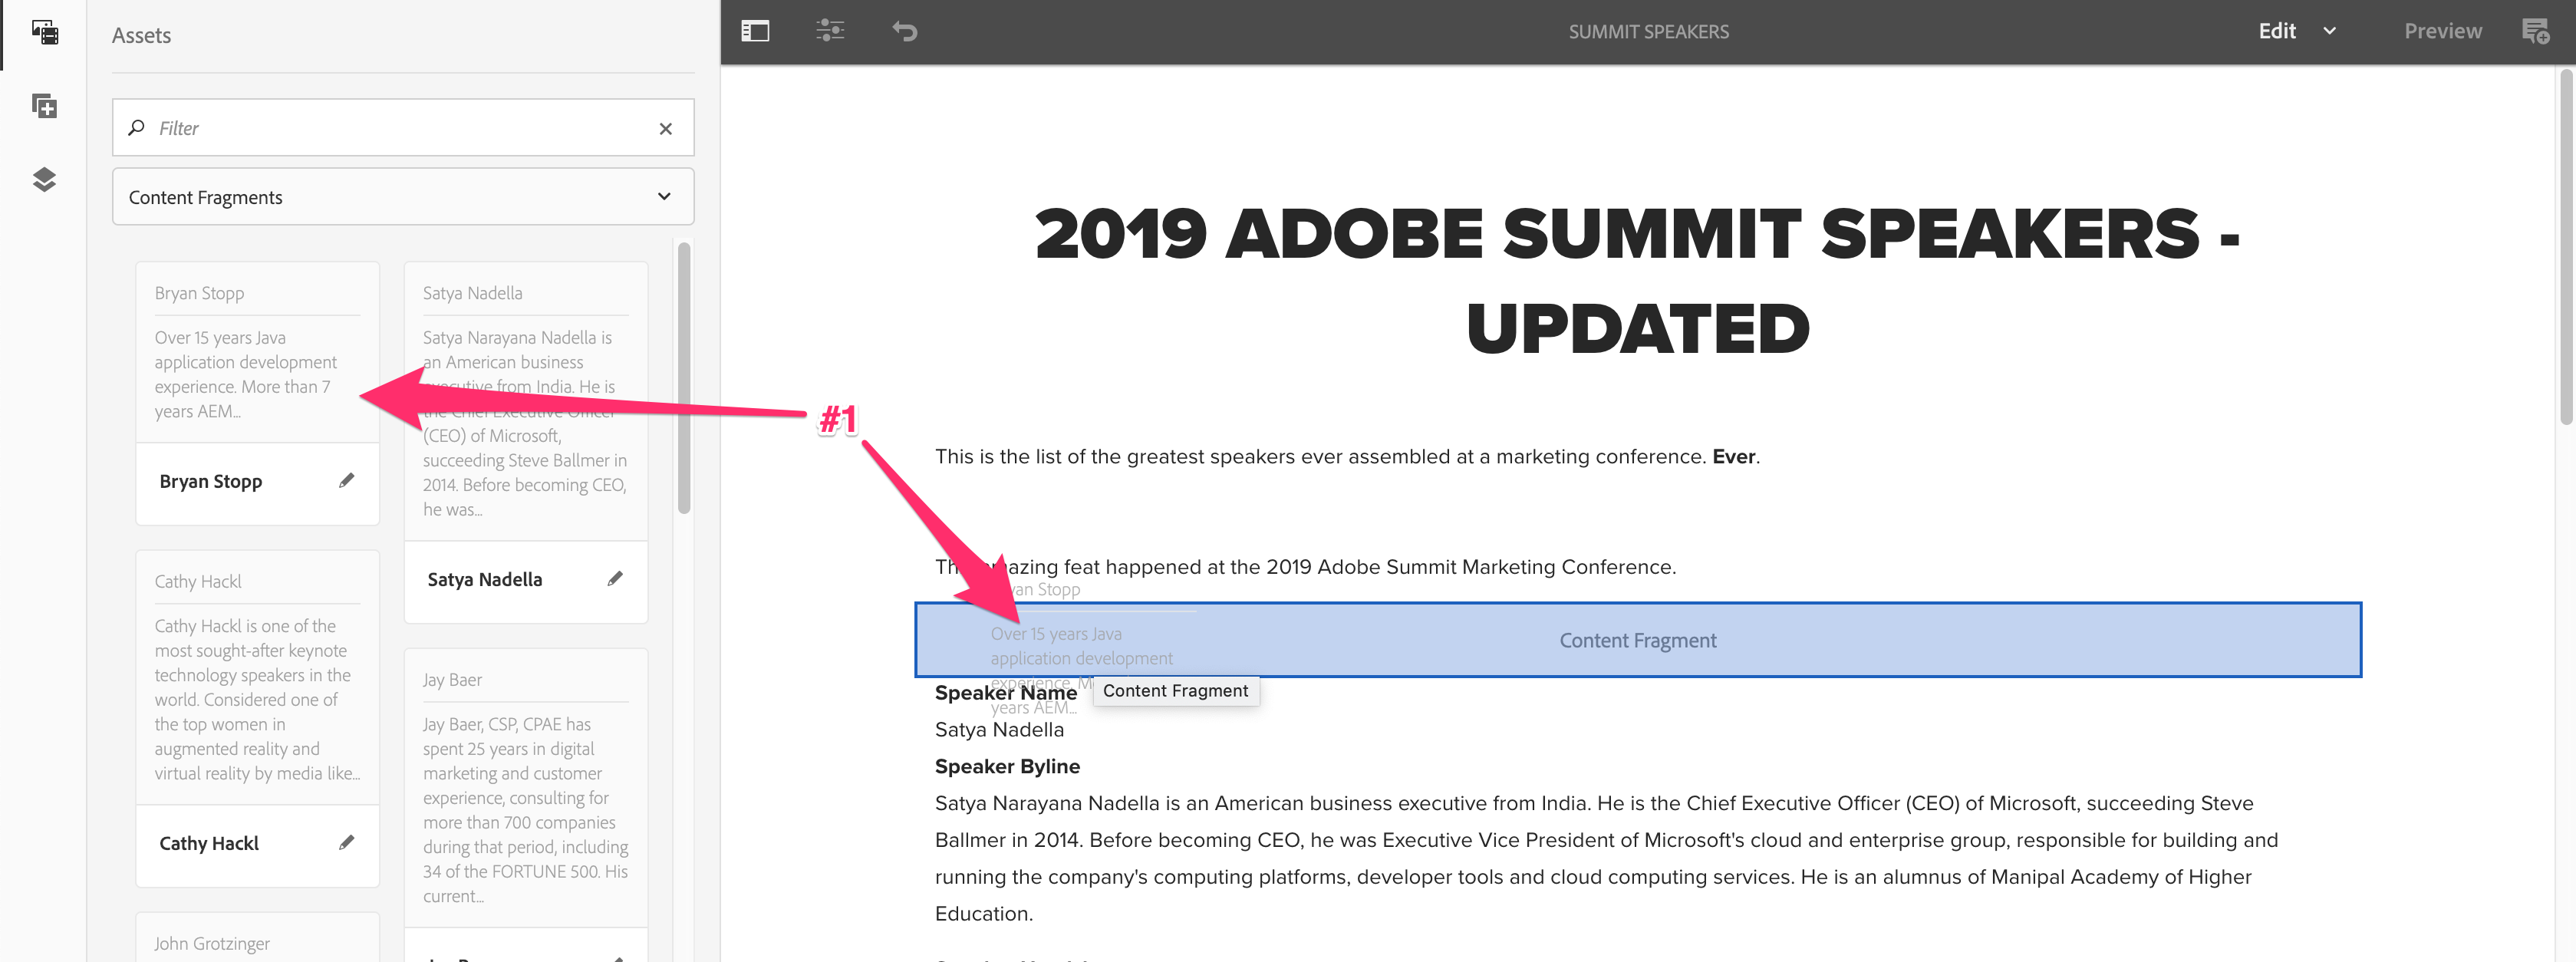 Assets
Filter
Content Fragments
Bryan Stopp
Over 15 years Java
application development
experience. More than 7
years AEM...
Bryan Stopp
Cathy Hackl
Cathy Hackl is one of the
most sought-after keynote
technology speakers in the
world. Considered one of
the top women in
augmented reality and
virtual reality by media like...
Cathy Hackl
John Grotzinger
Satya Nadella
Satya Narayana Nadella is
an American business
executive from India. He is
the Chief Executive Officer
(CEO) of Microsoft,
succeeding Steve Ballmer in
2014. Before becoming CEO,
he was...
Satya Nadella
Jay Baer
Jay Baer, CSP, CPAE has
spent 25 years in digital
marketing and customer
experience, consulting for
more than 700 companies
during that period, including
34 of the FORTUNE 500. His
current...
#1
SUMMIT SPEAKERS
Edit
Preview
2019 ADOBE SUMMIT SPEAKERS -
UPDATED
This is the list of the greatest speakers ever assembled at a marketing conference. Ever.
amazing feat happened at the 2019 Adobe Summit Marketing Conference.
Stopp
Over 15 years Java
application development
experience.
years AEM...
Content Fragment
Content Fragment
Speaker Name
Satya Nadella
Speaker Byline
Satya Narayana Nadella is an American business executive from India. He is the Chief Executive Officer (CEO) of Microsoft, succeeding Steve
Ballmer in 2014. Before becoming CEO, he was Executive Vice President of Microsoft's cloud and enterprise group, responsible for building and
running the company's computing platforms, developer tools and cloud computing services. He is an alumnus of Manipal Academy of Higher
Education.